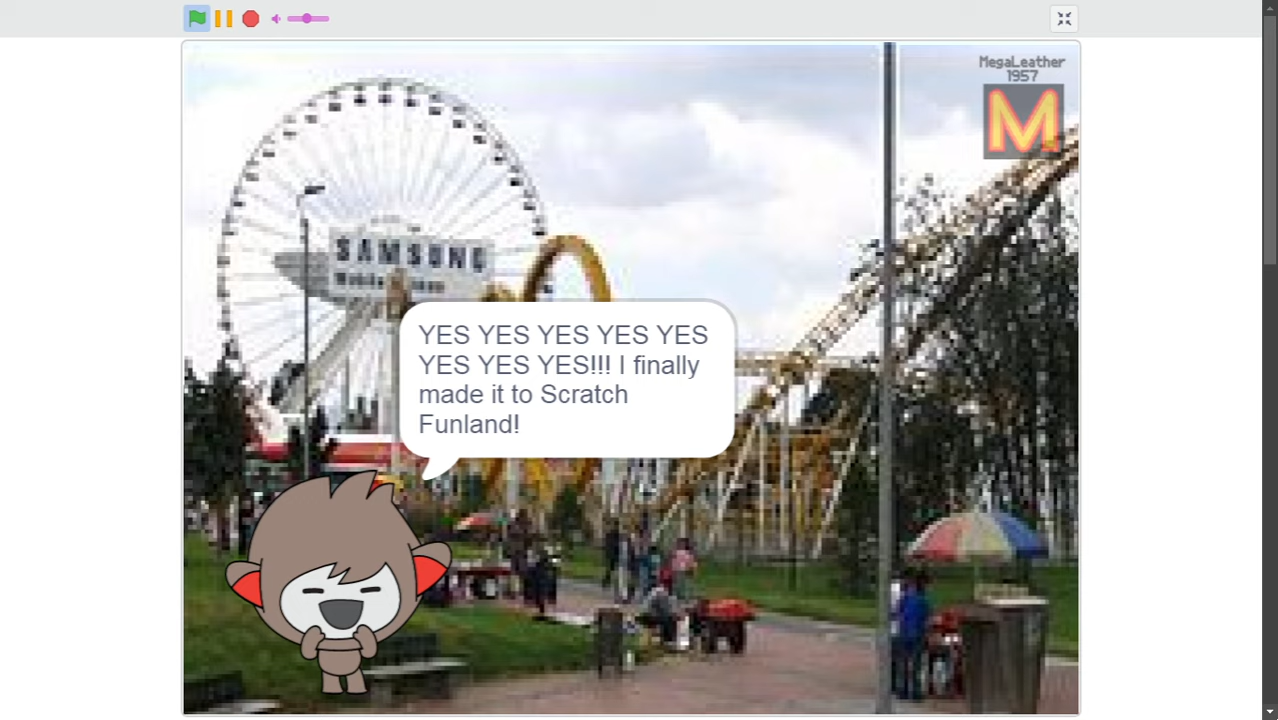 MegaLeather
1957
M
SAMSUNG
YES YES YES YES YES
YES YES YES!!! I finally
made it to Scratch
Funland!